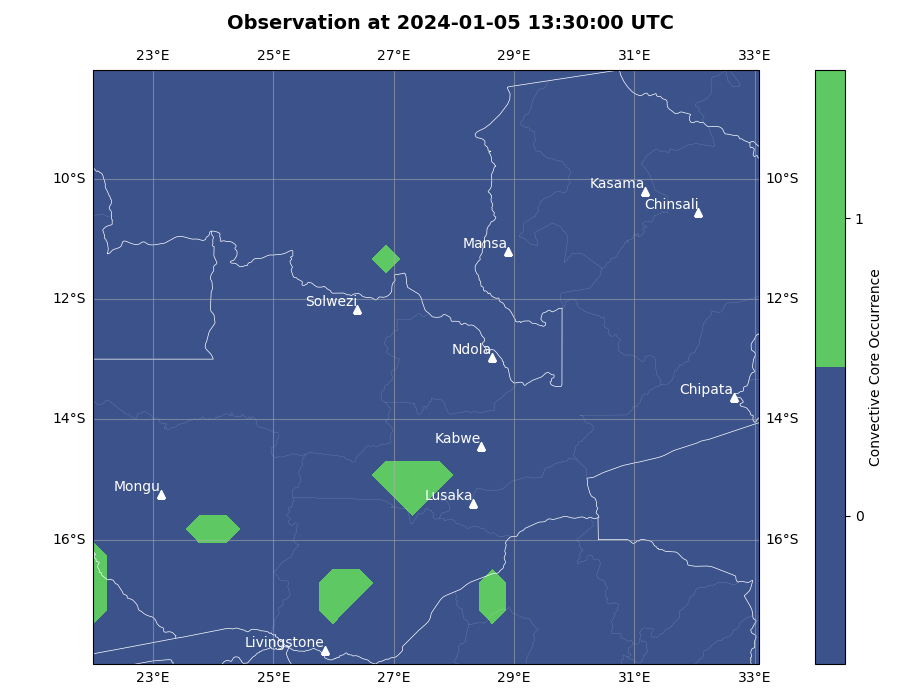 Observation at 2024-01-05 13:30:00 UTC
23°E 25°E 27°E 29°E 31°E 33°E
10°S 10°S
Kasama
Chinsali
Mansa
12°S 12°S
Solwezi
Ndola
Chipata
14°S 14°S
Kabwe
Mongu
Lusaka
16°S 16°S
Livingstone
23°E 25°E 27°E 29°E 31°E 33°E
1
0
Convective Core Occurrence